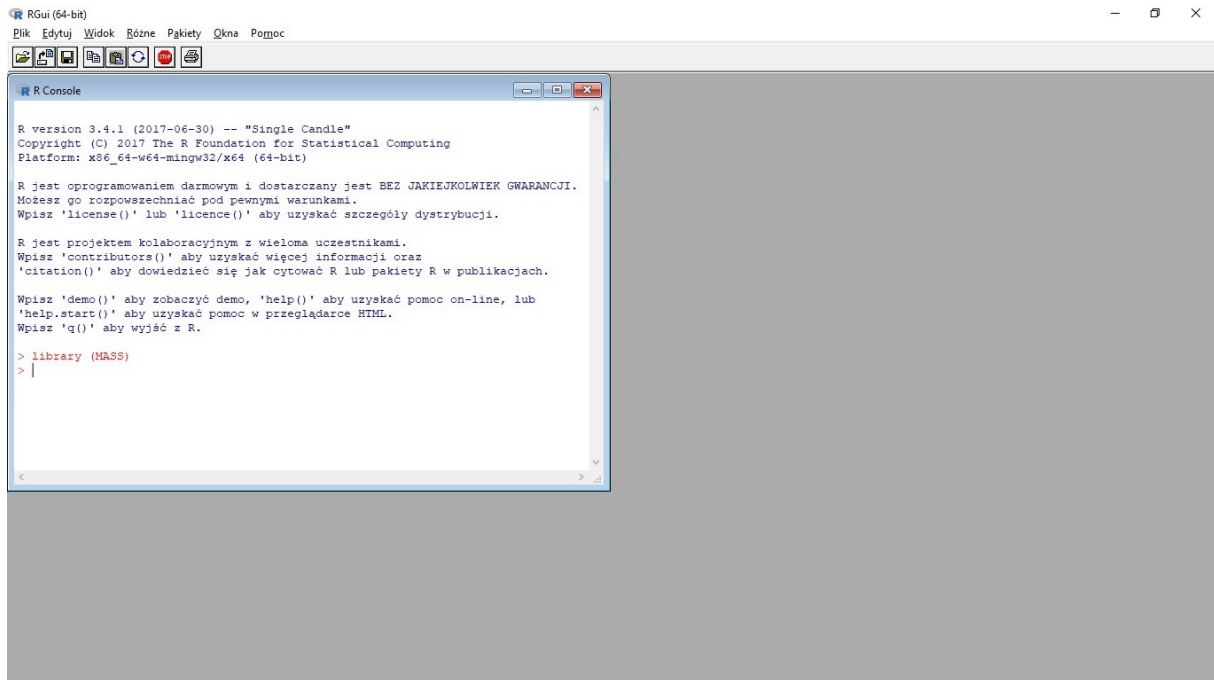 RGui (64-bit)
Plik Edytuj Widok Różne Pakiety Okna Pomoc
STOP
R Console
R version 3.4.1 (2017-06-30) -- "Single Candle"
Copyright (C) 2017 The R Foundation for Statistical Computing
Platform: x86_64-w64-mingw32/x64 (64-bit)
R jest oprogramowaniem darmowym i dostarczany jest BEZ JAKIEJKOLWIEK GWARANCJI.
Możesz go rozpowszechniać pod pewnymi warunkami.
Wpisz 'license()' lub 'licence()' aby uzyskać szczegóły dystrybucji.
R jest projektem kolaboracyjnym z wieloma uczestnikami.
Wpisz 'contributors()' aby uzyskać więcej informacji oraz
'citation()' aby dowiedzieć się jak cytować R lub pakiety R w publikacjach.
Wpisz 'demo()' aby zobaczyć demo, 'help()' aby uzyskać pomoc on-line, lub
'help.start()' aby uzyskać pomoc w przeglądarce HTML.
Wpisz 'q()' aby wyjść z R.
> library (MASS)
>